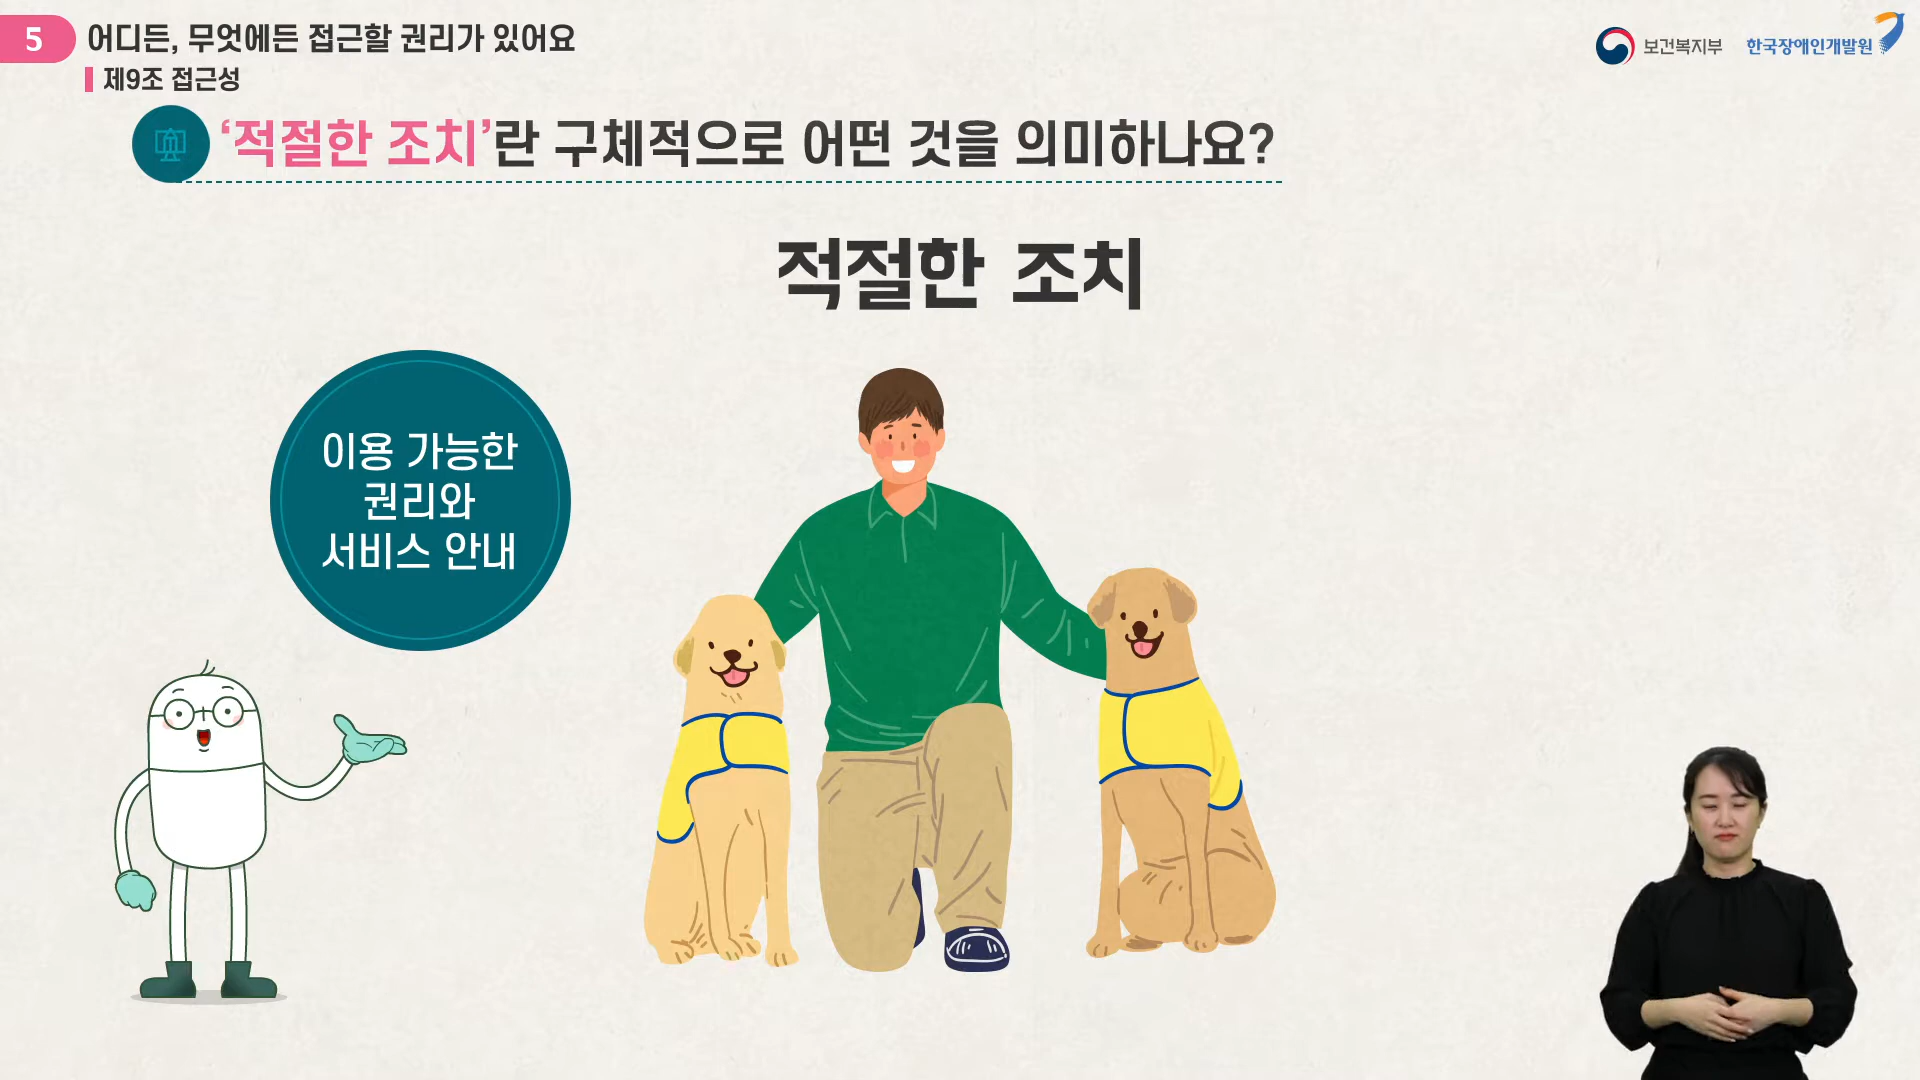 5 어디든, 무엇에든 접근할 권리가 있어요
제9조 접근성
보건복지부 한국장애인개발원
‘적절한 조치’란 구체적으로 어떤 것을 의미하나요?
적절한 조치
이용 가능한
권리와
서비스 안내